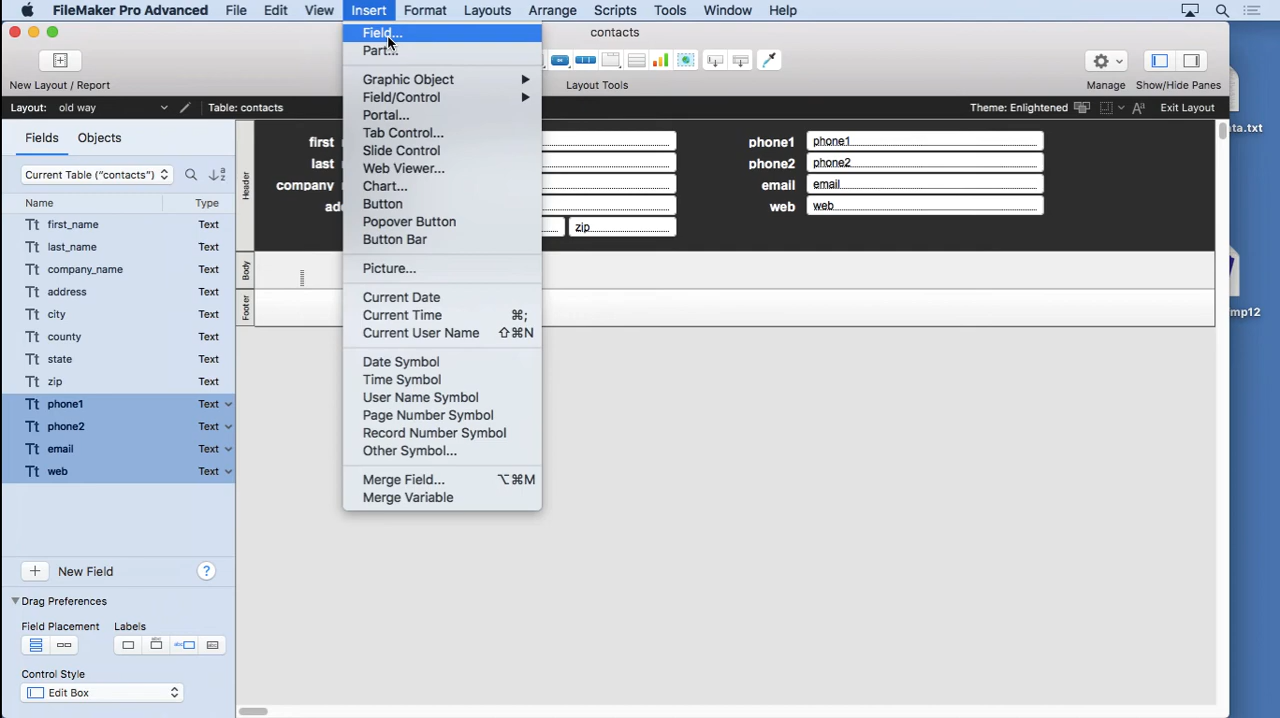 FileMaker Pro Advanced File Edit View Insert Format Layouts Arrange Scripts Tools Window Help
contacts
New Layout / Report
Layout Tools
Manage
Show/Hide Panes
Layout: old way
Table: contacts
Theme: Enlightened
Exit Layout
Fields
Objects
Current Table ("contacts")
Name
Type
first_name Text
last_name Text
company_name Text
address Text
city Text
county Text
state Text
zip Text
phone1 Text
phone2 Text
email Text
web Text
New Field
?
Drag Preferences
Field Placement
Labels
Control Style
Edit Box
Field...
Part...
Graphic Object
Field/Control
Portal...
Tab Control...
Slide Control
Web Viewer...
Chart...
Button
Popover Button
Button Bar
Picture...
Current Date
Current Time ⌘;
Current User Name ⇧⌘N
Date Symbol
Time Symbol
User Name Symbol
Page Number Symbol
Record Number Symbol
Other Symbol...
Merge Field... ⌥⌘M
Merge Variable
Header
Body
Footer
first
last
company
zip
phone1 phone1
phone2 phone2
email email
web web
ta.txt
mp12